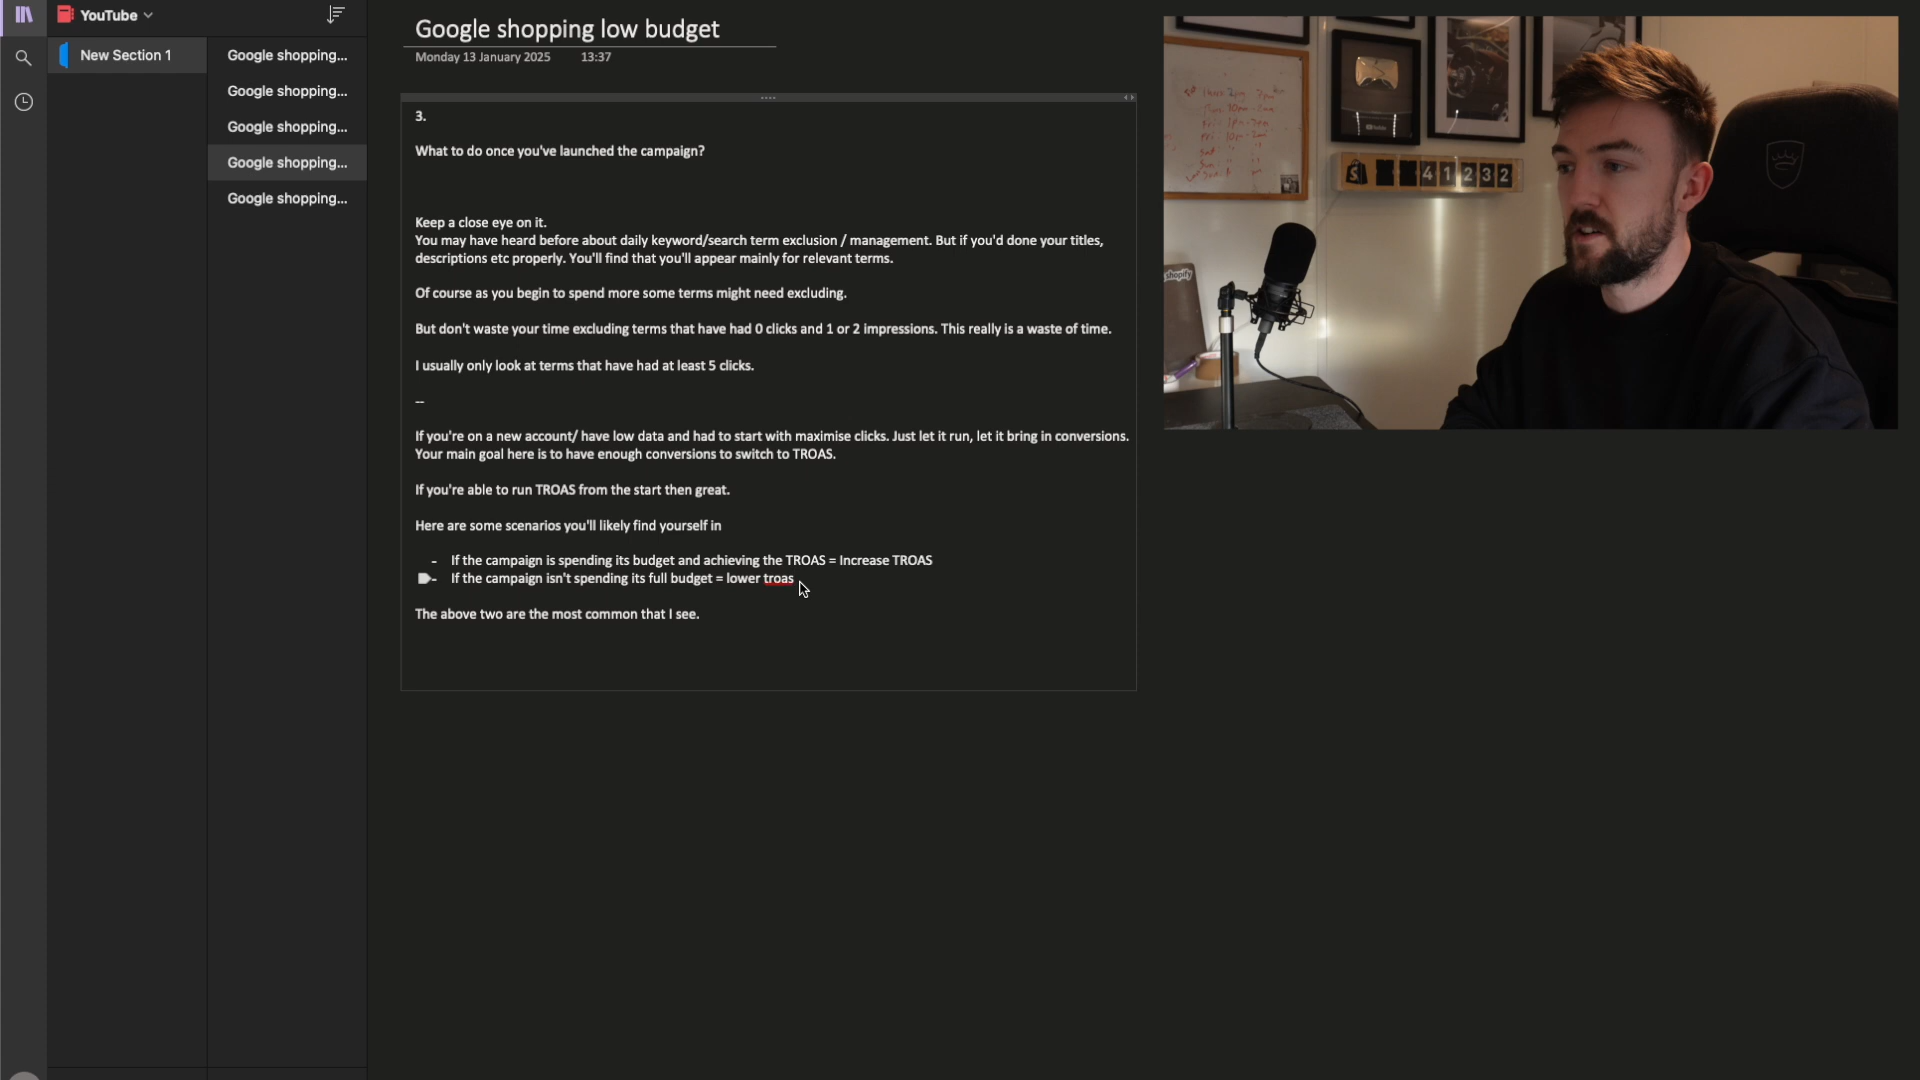 YouTube
New Section 1
Google shopping...
Google shopping...
Google shopping...
Google shopping...
Google shopping...
Google shopping low budget
Monday 13 January 2025 13:37
3.
What to do once you've launched the campaign?
Keep a close eye on it.
You may have heard before about daily keyword/search term exclusion / management. But if you'd done your titles,
descriptions etc properly. You'll find that you'll appear mainly for relevant terms.
Of course as you begin to spend more some terms might need excluding.
But don't waste your time excluding terms that have had 0 clicks and 1 or 2 impressions. This really is a waste of time.
I usually only look at terms that have had at least 5 clicks.
--
If you're on a new account/ have low data and had to start with maximise clicks. Just let it run, let it bring in conversions.
Your main goal here is to have enough conversions to switch to TROAS.
If you're able to run TROAS from the start then great.
Here are some scenarios you'll likely find yourself in
- If the campaign is spending its budget and achieving the TROAS = Increase TROAS
- If the campaign isn't spending its full budget = lower troas
The above two are the most common that I see.
41232
shopify